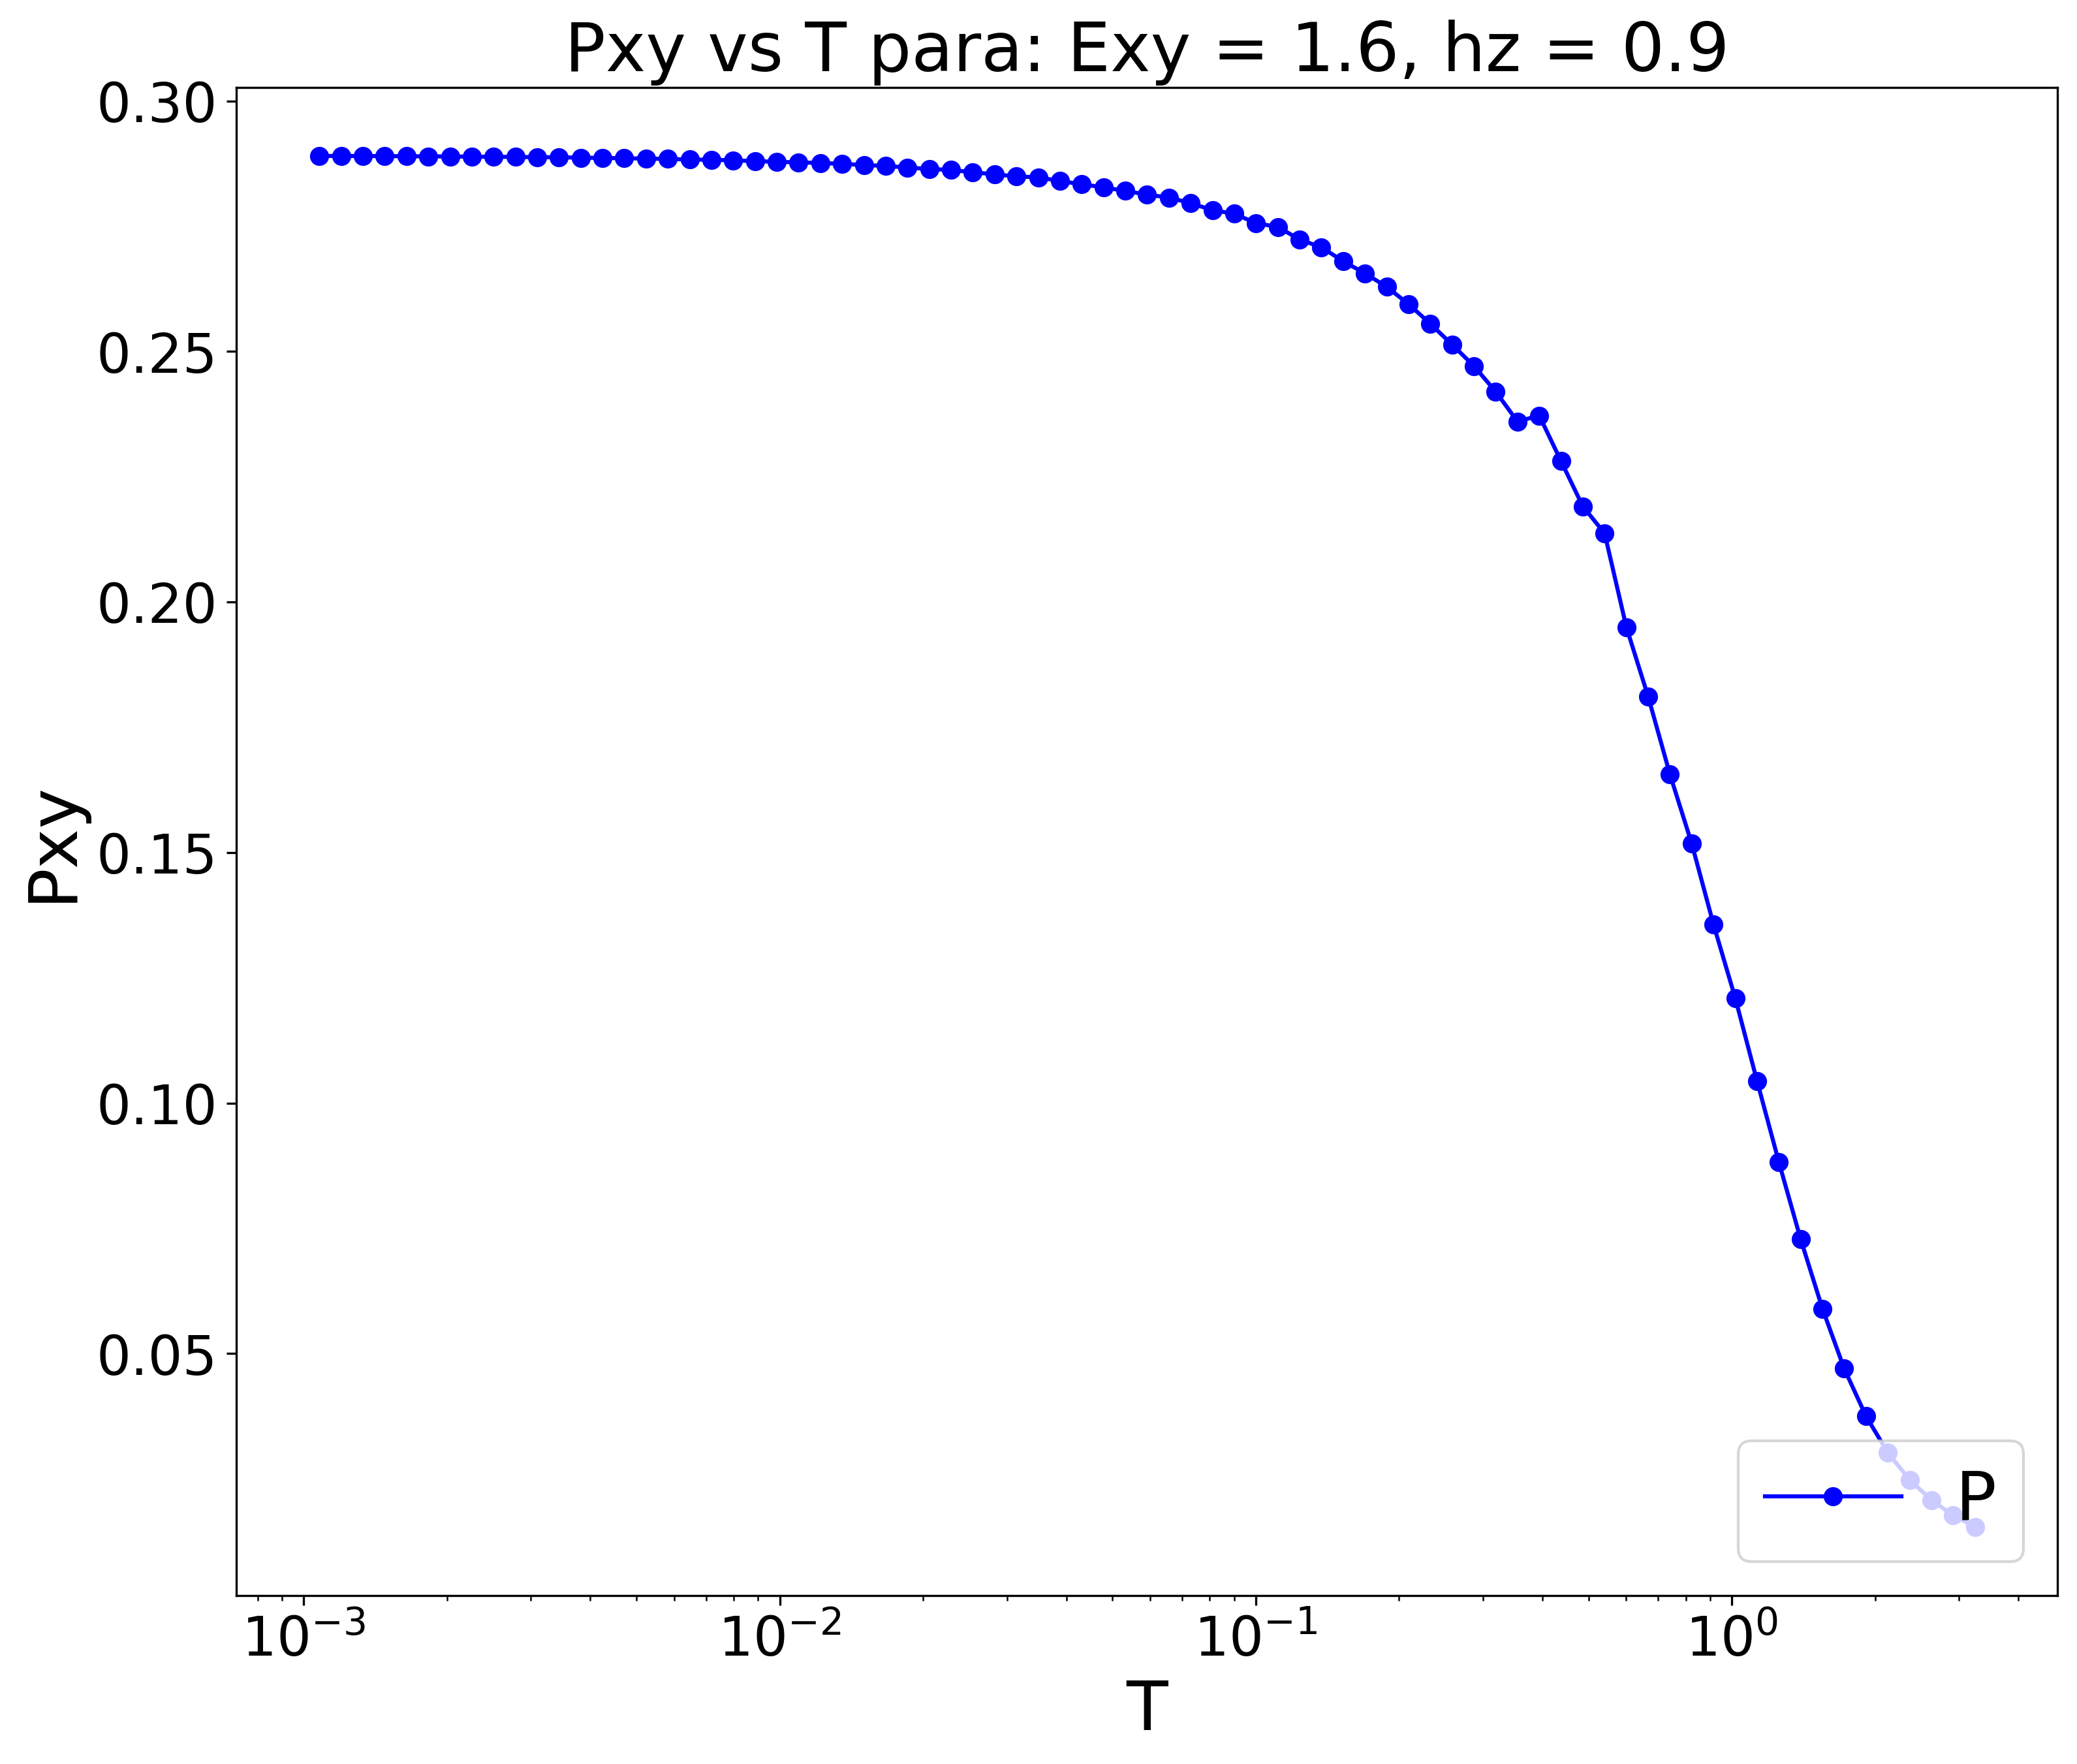 Pxy vs T para: Exy = 1.6, hz = 0.9
0.30
0.25
0.20
0.15
0.10
0.05
Pxy
P
10⁻³ 10⁻² 10⁻¹ 10⁰
T